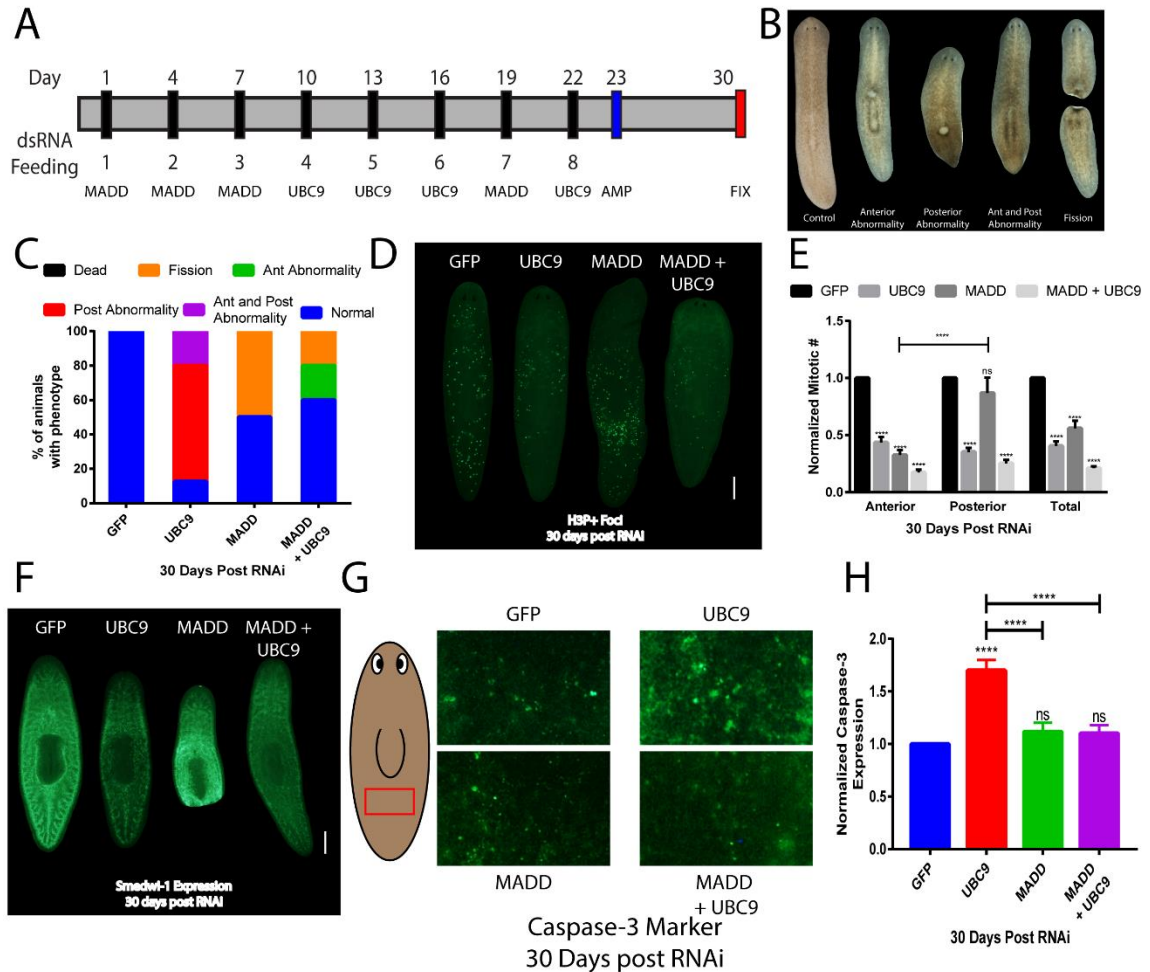 A
Day 1 4 7 10 13 16 19 22 23 30
dsRNA
Feeding 1 2 3 4 5 6 7 8
MADD MADD MADD UBC9 UBC9 UBC9 MADD UBC9 AMP FIX
B
Control
Anterior
Abnormality
Posterior
Abnormality
Ant and Post
Abnormality
Fission
C
Dead Fission Ant Abnormality
Post Abnormality
Ant and Post
Abnormality
Normal
% of animals
with phenotype
100
80
60
40
20
0
GFP
UBC9
MADD
MADD
+ UBC9
30 Days Post RNAi
D
GFP UBC9 MADD MADD +
UBC9
H3P+ Foci
30 days post RNAi
E
GFP UBC9 MADD MADD + UBC9
Normalized Mitotic #
1.5
1.0
0.5
0.0
****
**** **** ****
**** ns ****
**** **** ****
Anterior Posterior Total
30 Days Post RNAi
F
GFP UBC9 MADD MADD +
UBC9
Smedwi-1 Expression
30 days post RNAi
G
GFP UBC9
MADD MADD
+ UBC9
Caspase-3 Marker
30 Days post RNAi
H
Normalized Caspase-3
Expression
2.0
1.5
1.0
0.5
0.0
****
****
****
ns ns
GFP
UBC9
MADD
MADD
+ UBC9
30 Days Post RNAi